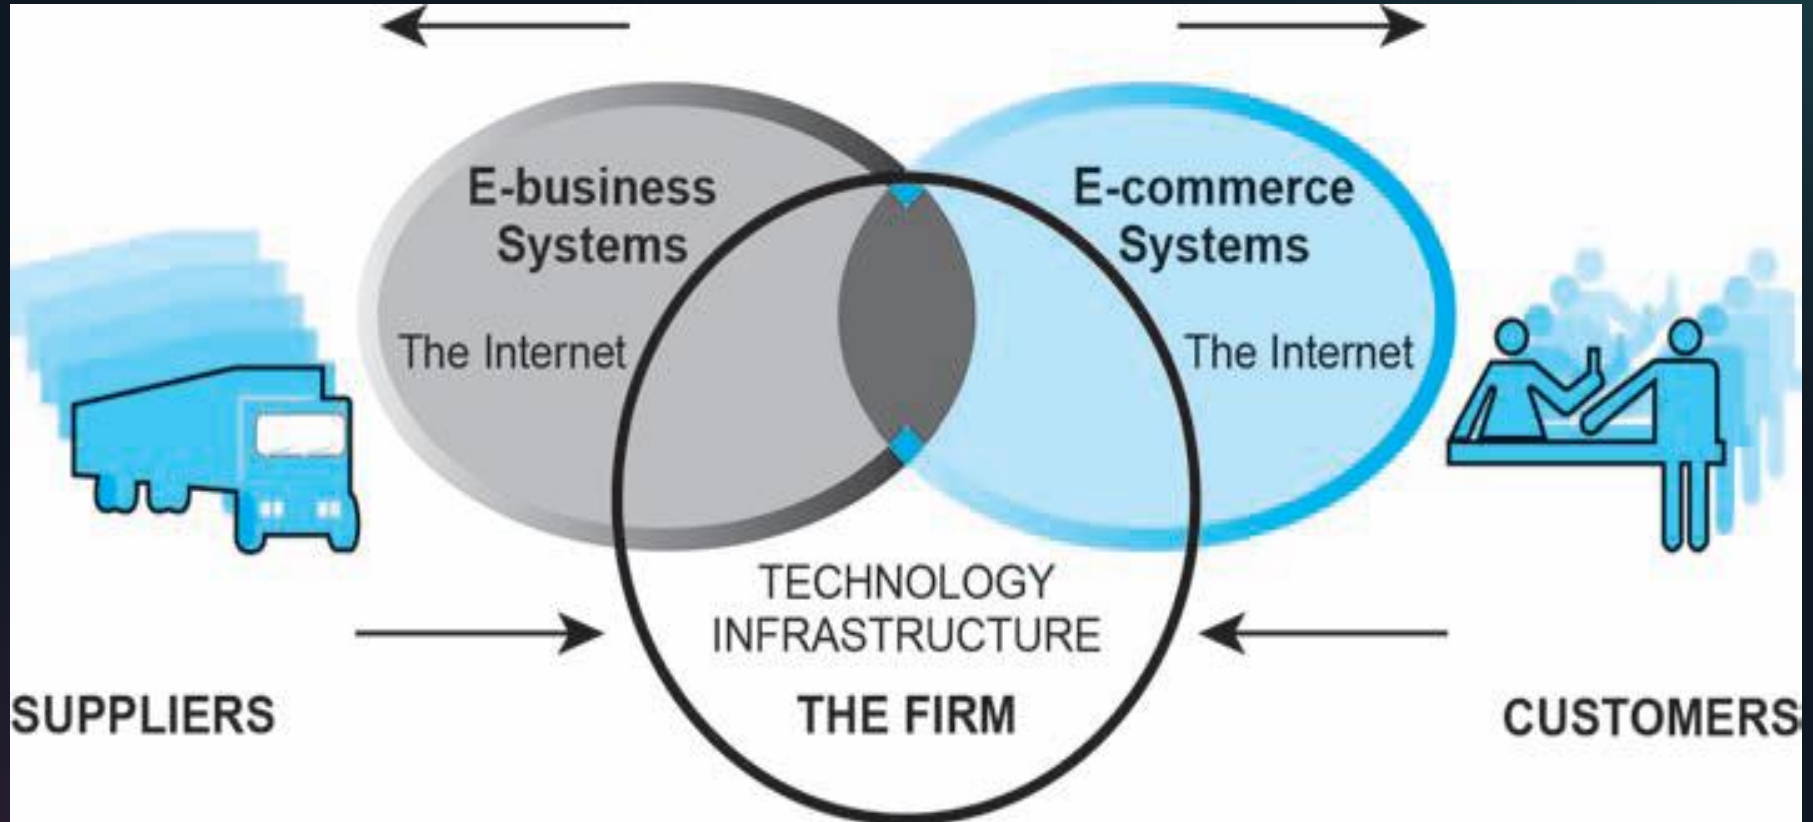 E-business
Systems
The Internet
E-commerce
Systems
The Internet
TECHNOLOGY
INFRASTRUCTURE
SUPPLIERS
THE FIRM
CUSTOMERS